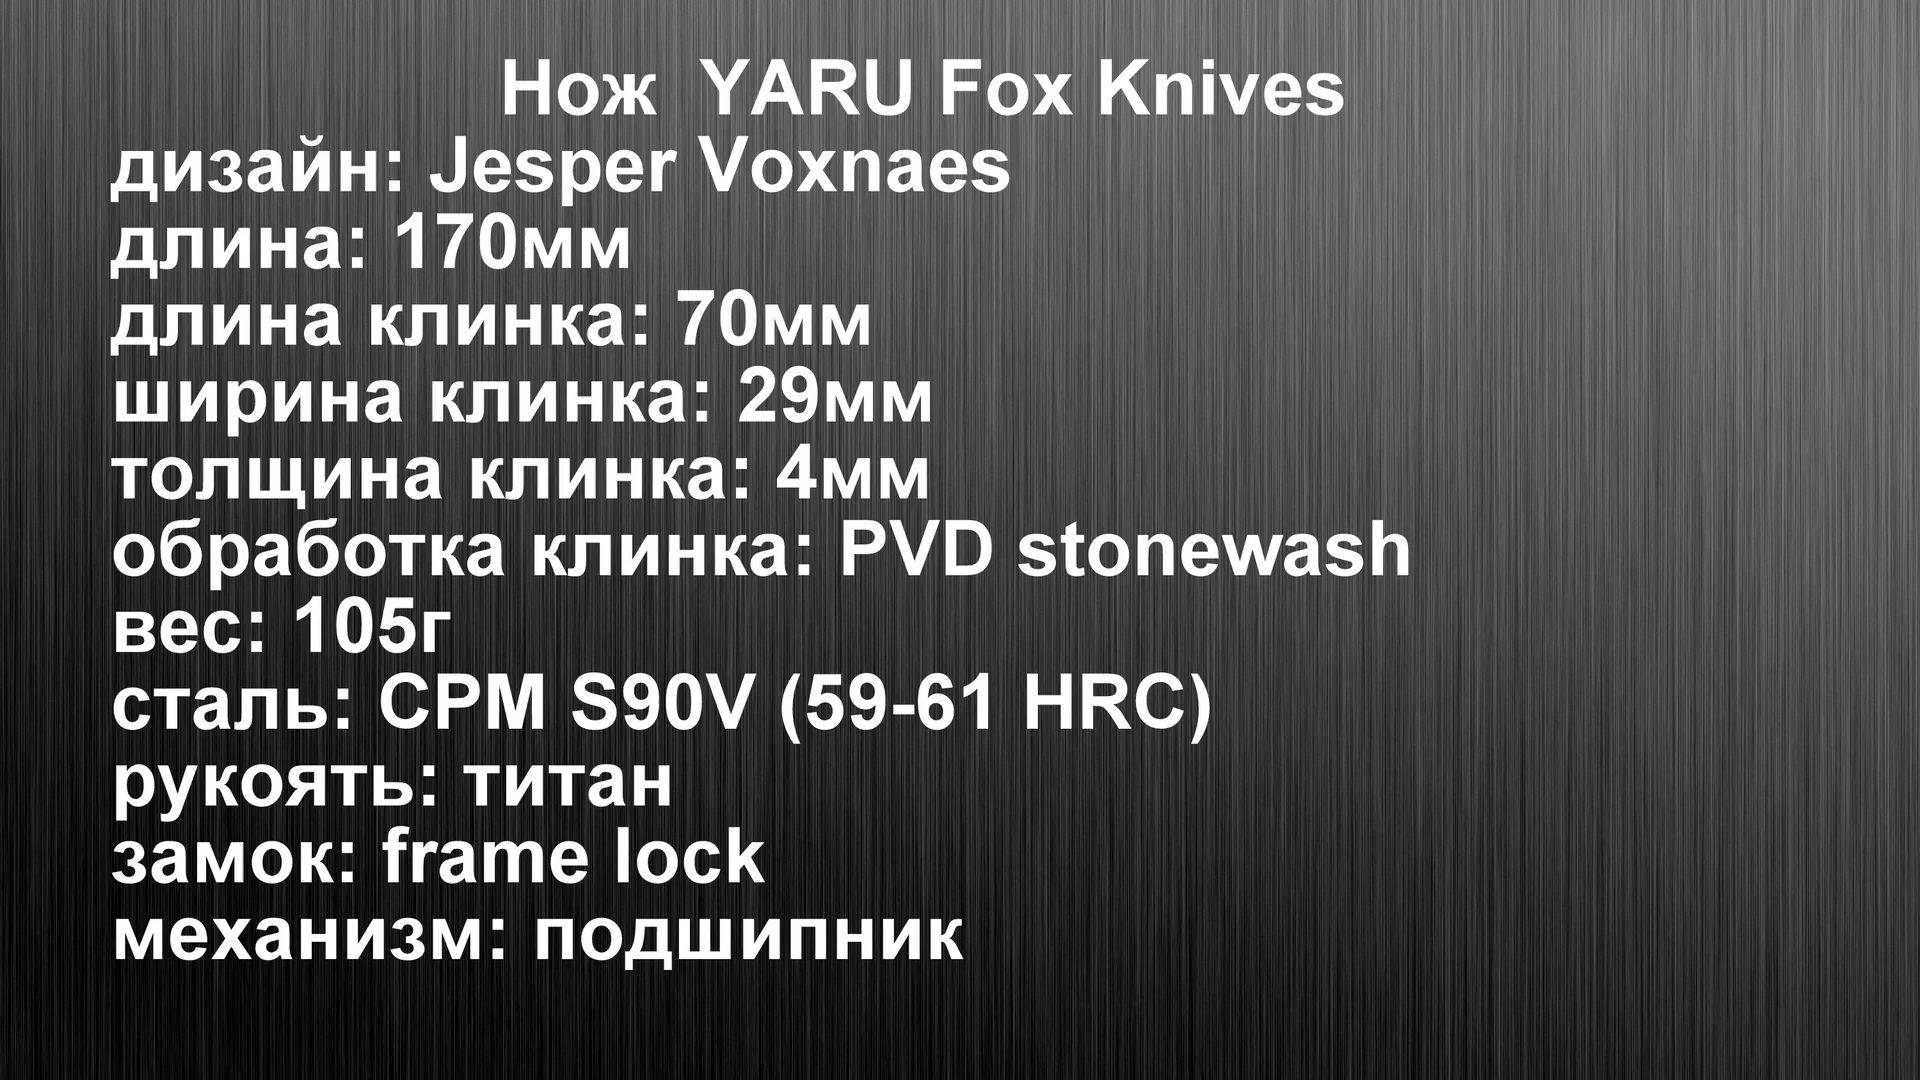 Нож YARU Fox Knives
дизайн: Jesper Voxnaes
длина: 170мм
длина клинка: 70мм
ширина клинка: 29мм
толщина клинка: 4мм
обработка клинка: PVD stonewash
вес: 105г
сталь: CPM S90V (59-61 HRC)
рукоять: титан
замок: frame lock
механизм: подшипник